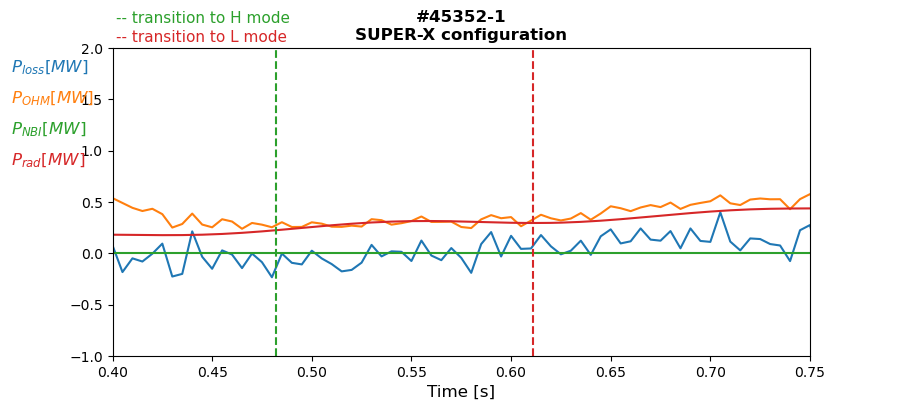 -- transition to H mode
-- transition to L mode
#45352-1
SUPER-X configuration
P_loss[MW]
P_OHM[MW]
P_NBI[MW]
P_rad[MW]
2.0
1.5
1.0
0.5
0.0
−0.5
−1.0
0.40 0.45 0.50 0.55 0.60 0.65 0.70 0.75
Time [s]